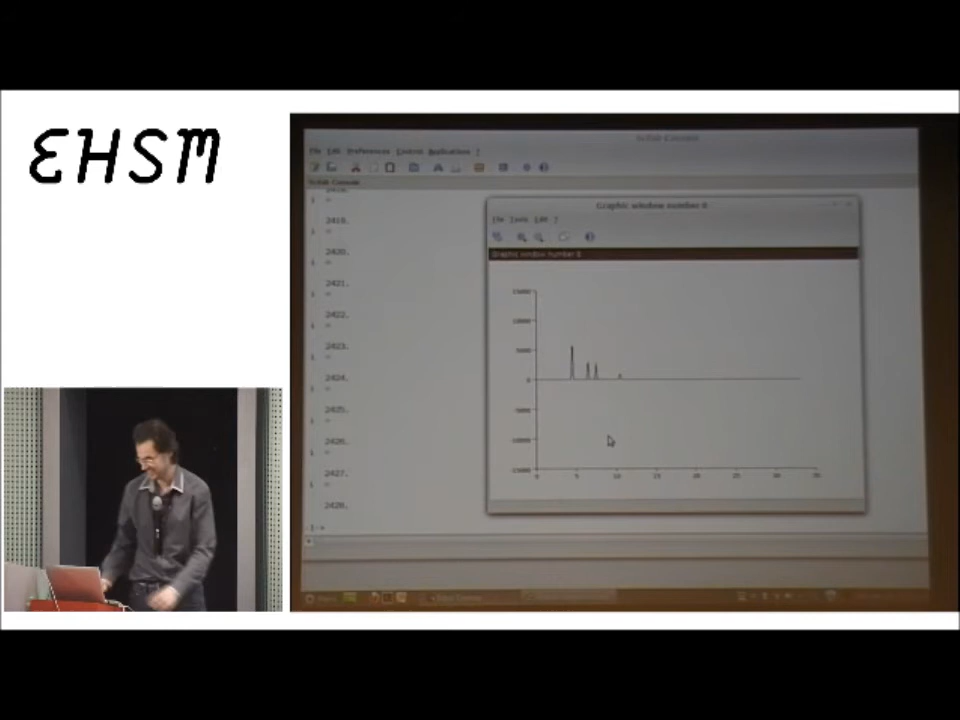 EHSM
Scilab Console
File Edit Preferences Control Applications ?
Scilab Console
2419.
2420.
2421.
2422.
2423.
2424.
2425.
2426.
2427.
2428.
-1->
Graphic window number 0
File Tools Edit ?
Graphic window number 0
15000
10000
5000
0
-5000
-10000
-15000
0 5 10 15 20 25 30 35